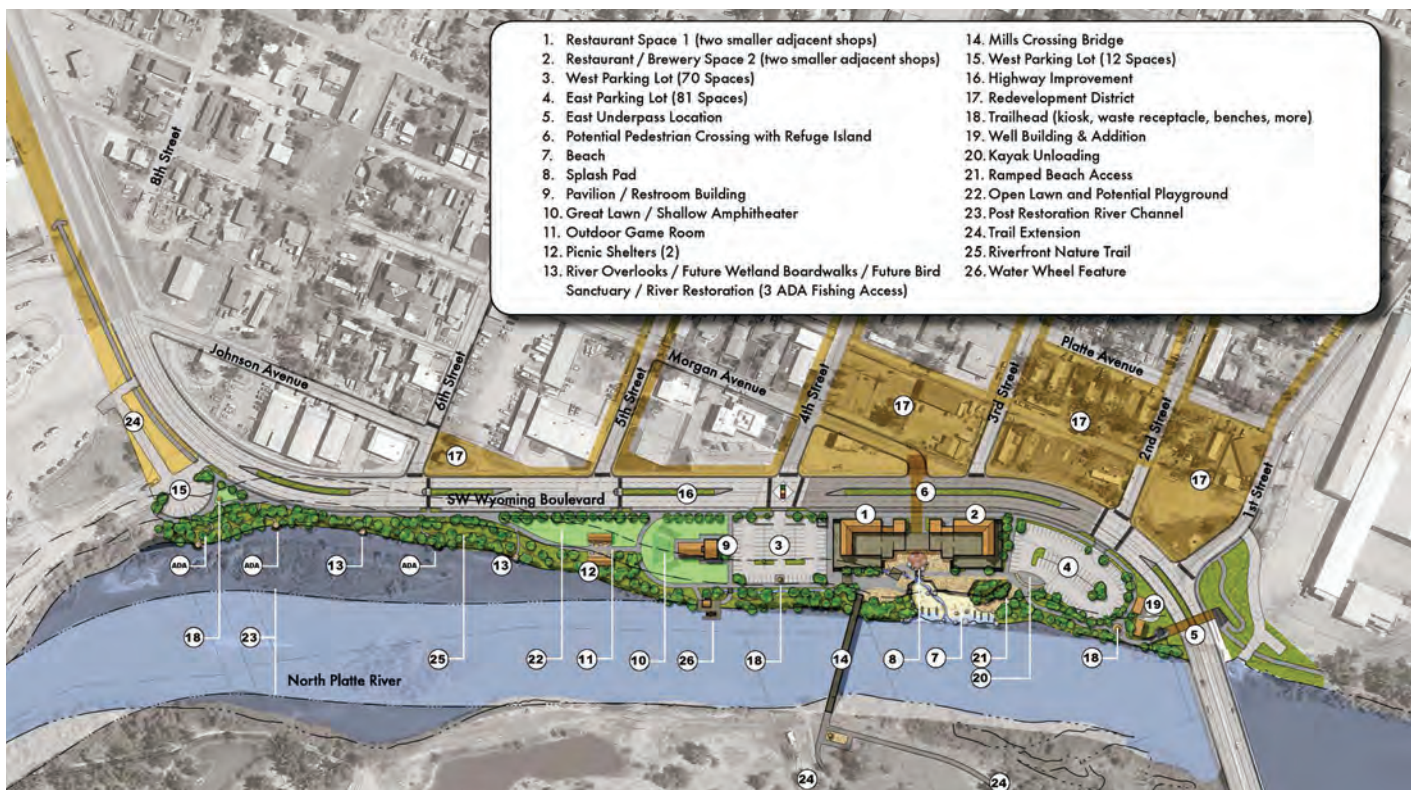 1. Restaurant Space 1 (two smaller adjacent shops)
2. Restaurant / Brewery Space 2 (two smaller adjacent shops)
3. West Parking Lot (70 Spaces)
4. East Parking Lot (81 Spaces)
5. East Underpass Location
6. Potential Pedestrian Crossing with Refuge Island
7. Beach
8. Splash Pad
9. Pavilion / Restroom Building
10. Great Lawn / Shallow Amphitheater
11. Outdoor Game Room
12. Picnic Shelters (2)
13. River Overlooks / Future Wetland Boardwalks / Future Bird
Sanctuary / River Restoration (3 ADA Fishing Access)
14. Mills Crossing Bridge
15. West Parking Lot (12 Spaces)
16. Highway Improvement
17. Redevelopment District
18. Trailhead (kiosk, waste receptacle, benches, more)
19. Well Building & Addition
20. Kayak Unloading
21. Ramped Beach Access
22. Open Lawn and Potential Playground
23. Post Restoration River Channel
24. Trail Extension
25. Riverfront Nature Trail
26. Water Wheel Feature
8th Street
Johnson Avenue
6th Street
5th Street
Morgan Avenue
4th Street
3rd Street
Platte Avenue
2nd Street
1st Street
17
17
17
17
24
15
SW Wyoming Boulevard
16
6
1
2
9
3
4
ADA
ADA
13
ADA
13
12
19
5
18
23
25
22
11
10
26
18
14
8
7
21
20
18
North Platte River
24
24